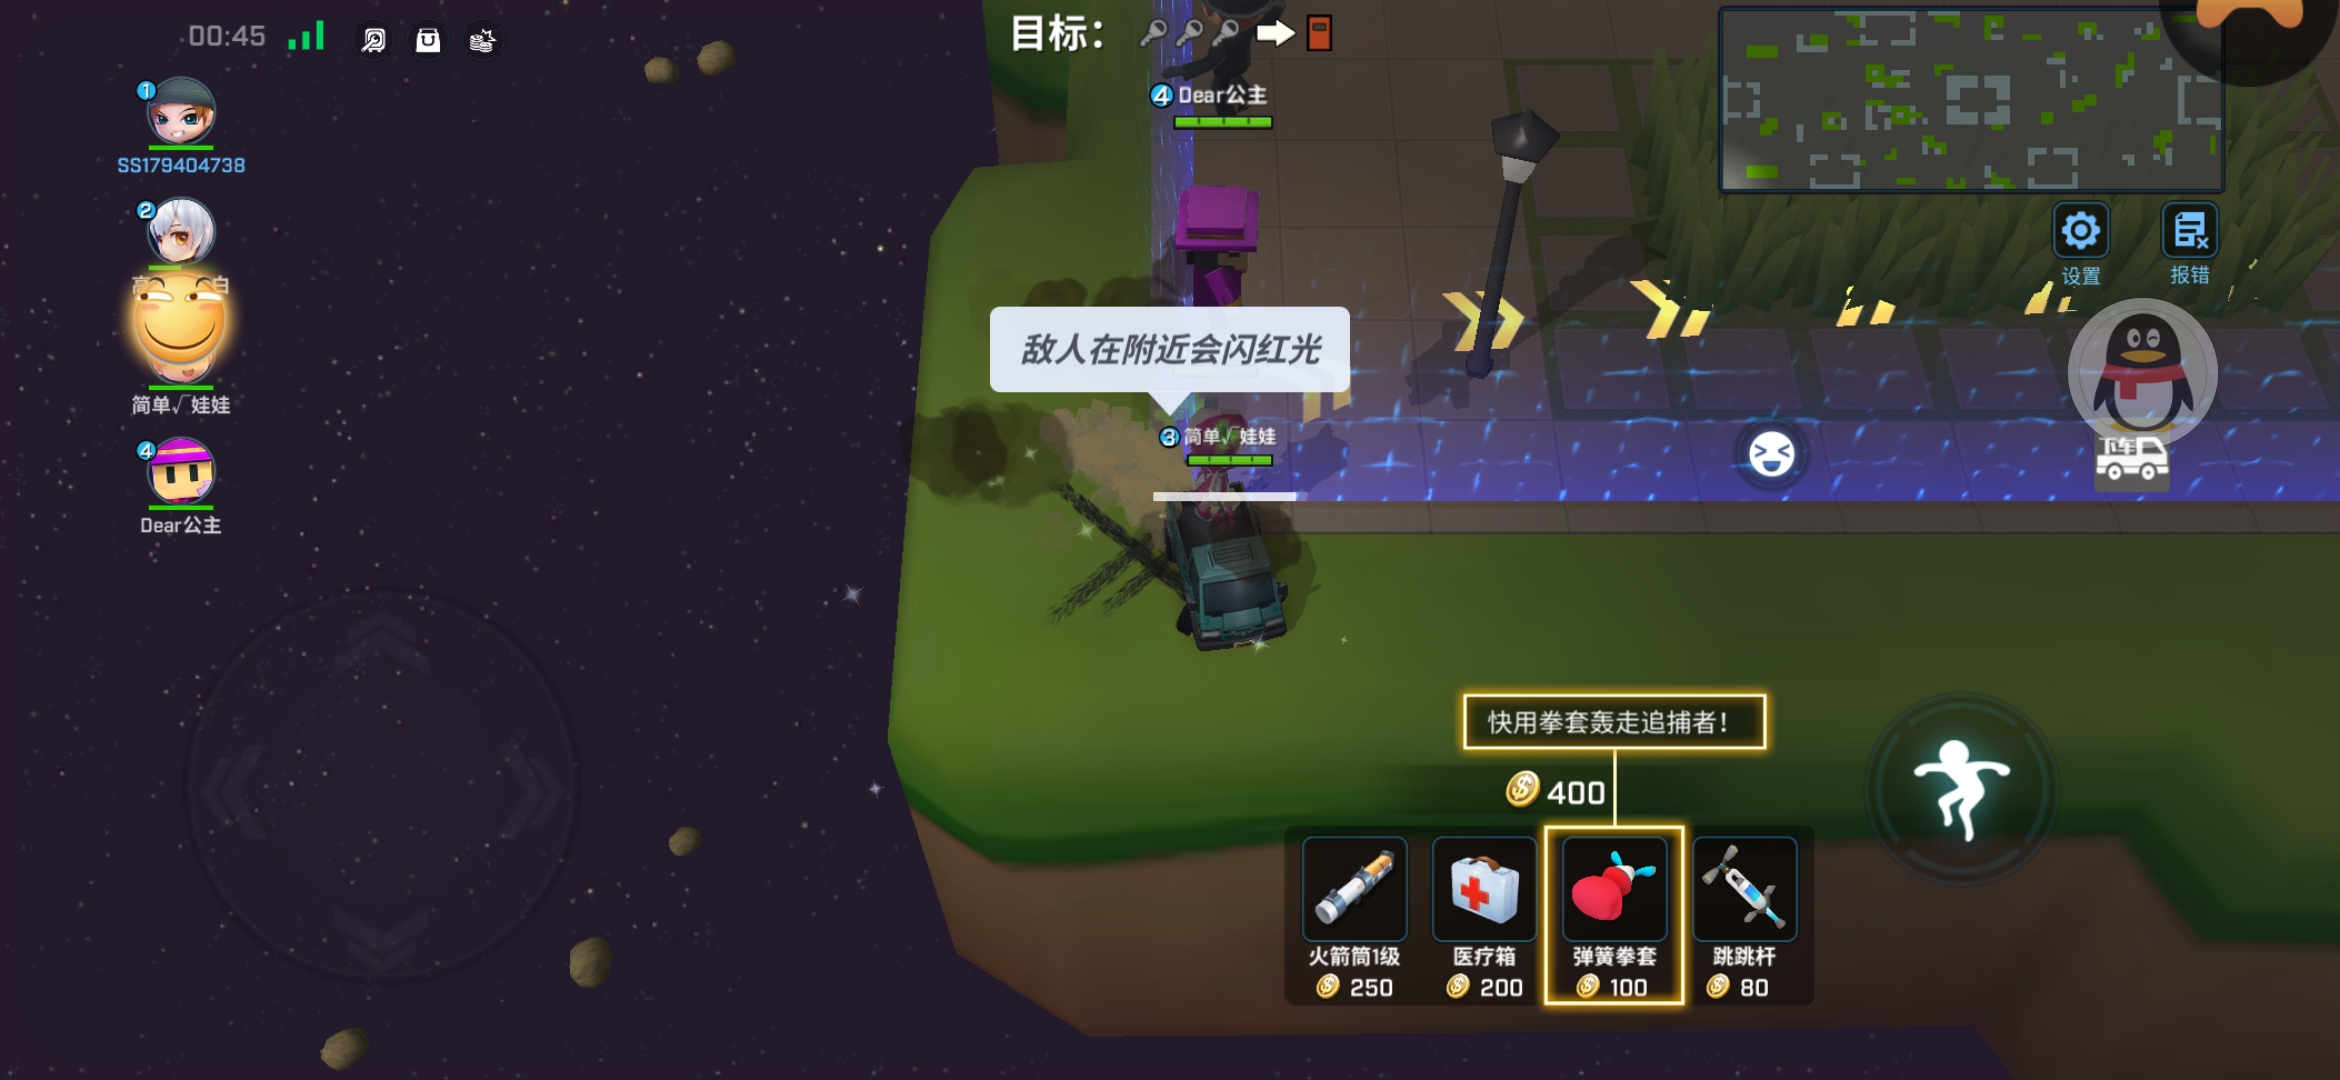 00:45
目标：
1
SS179404738
2
简单√娃娃
4
Dear公主
4 Dear公主
敌人在附近会闪红光
3 简单√娃娃
设置
报错
下车
快用拳套轰走追捕者！
400
火箭筒1级
250
医疗箱
200
弹簧拳套
100
跳跳杆
80